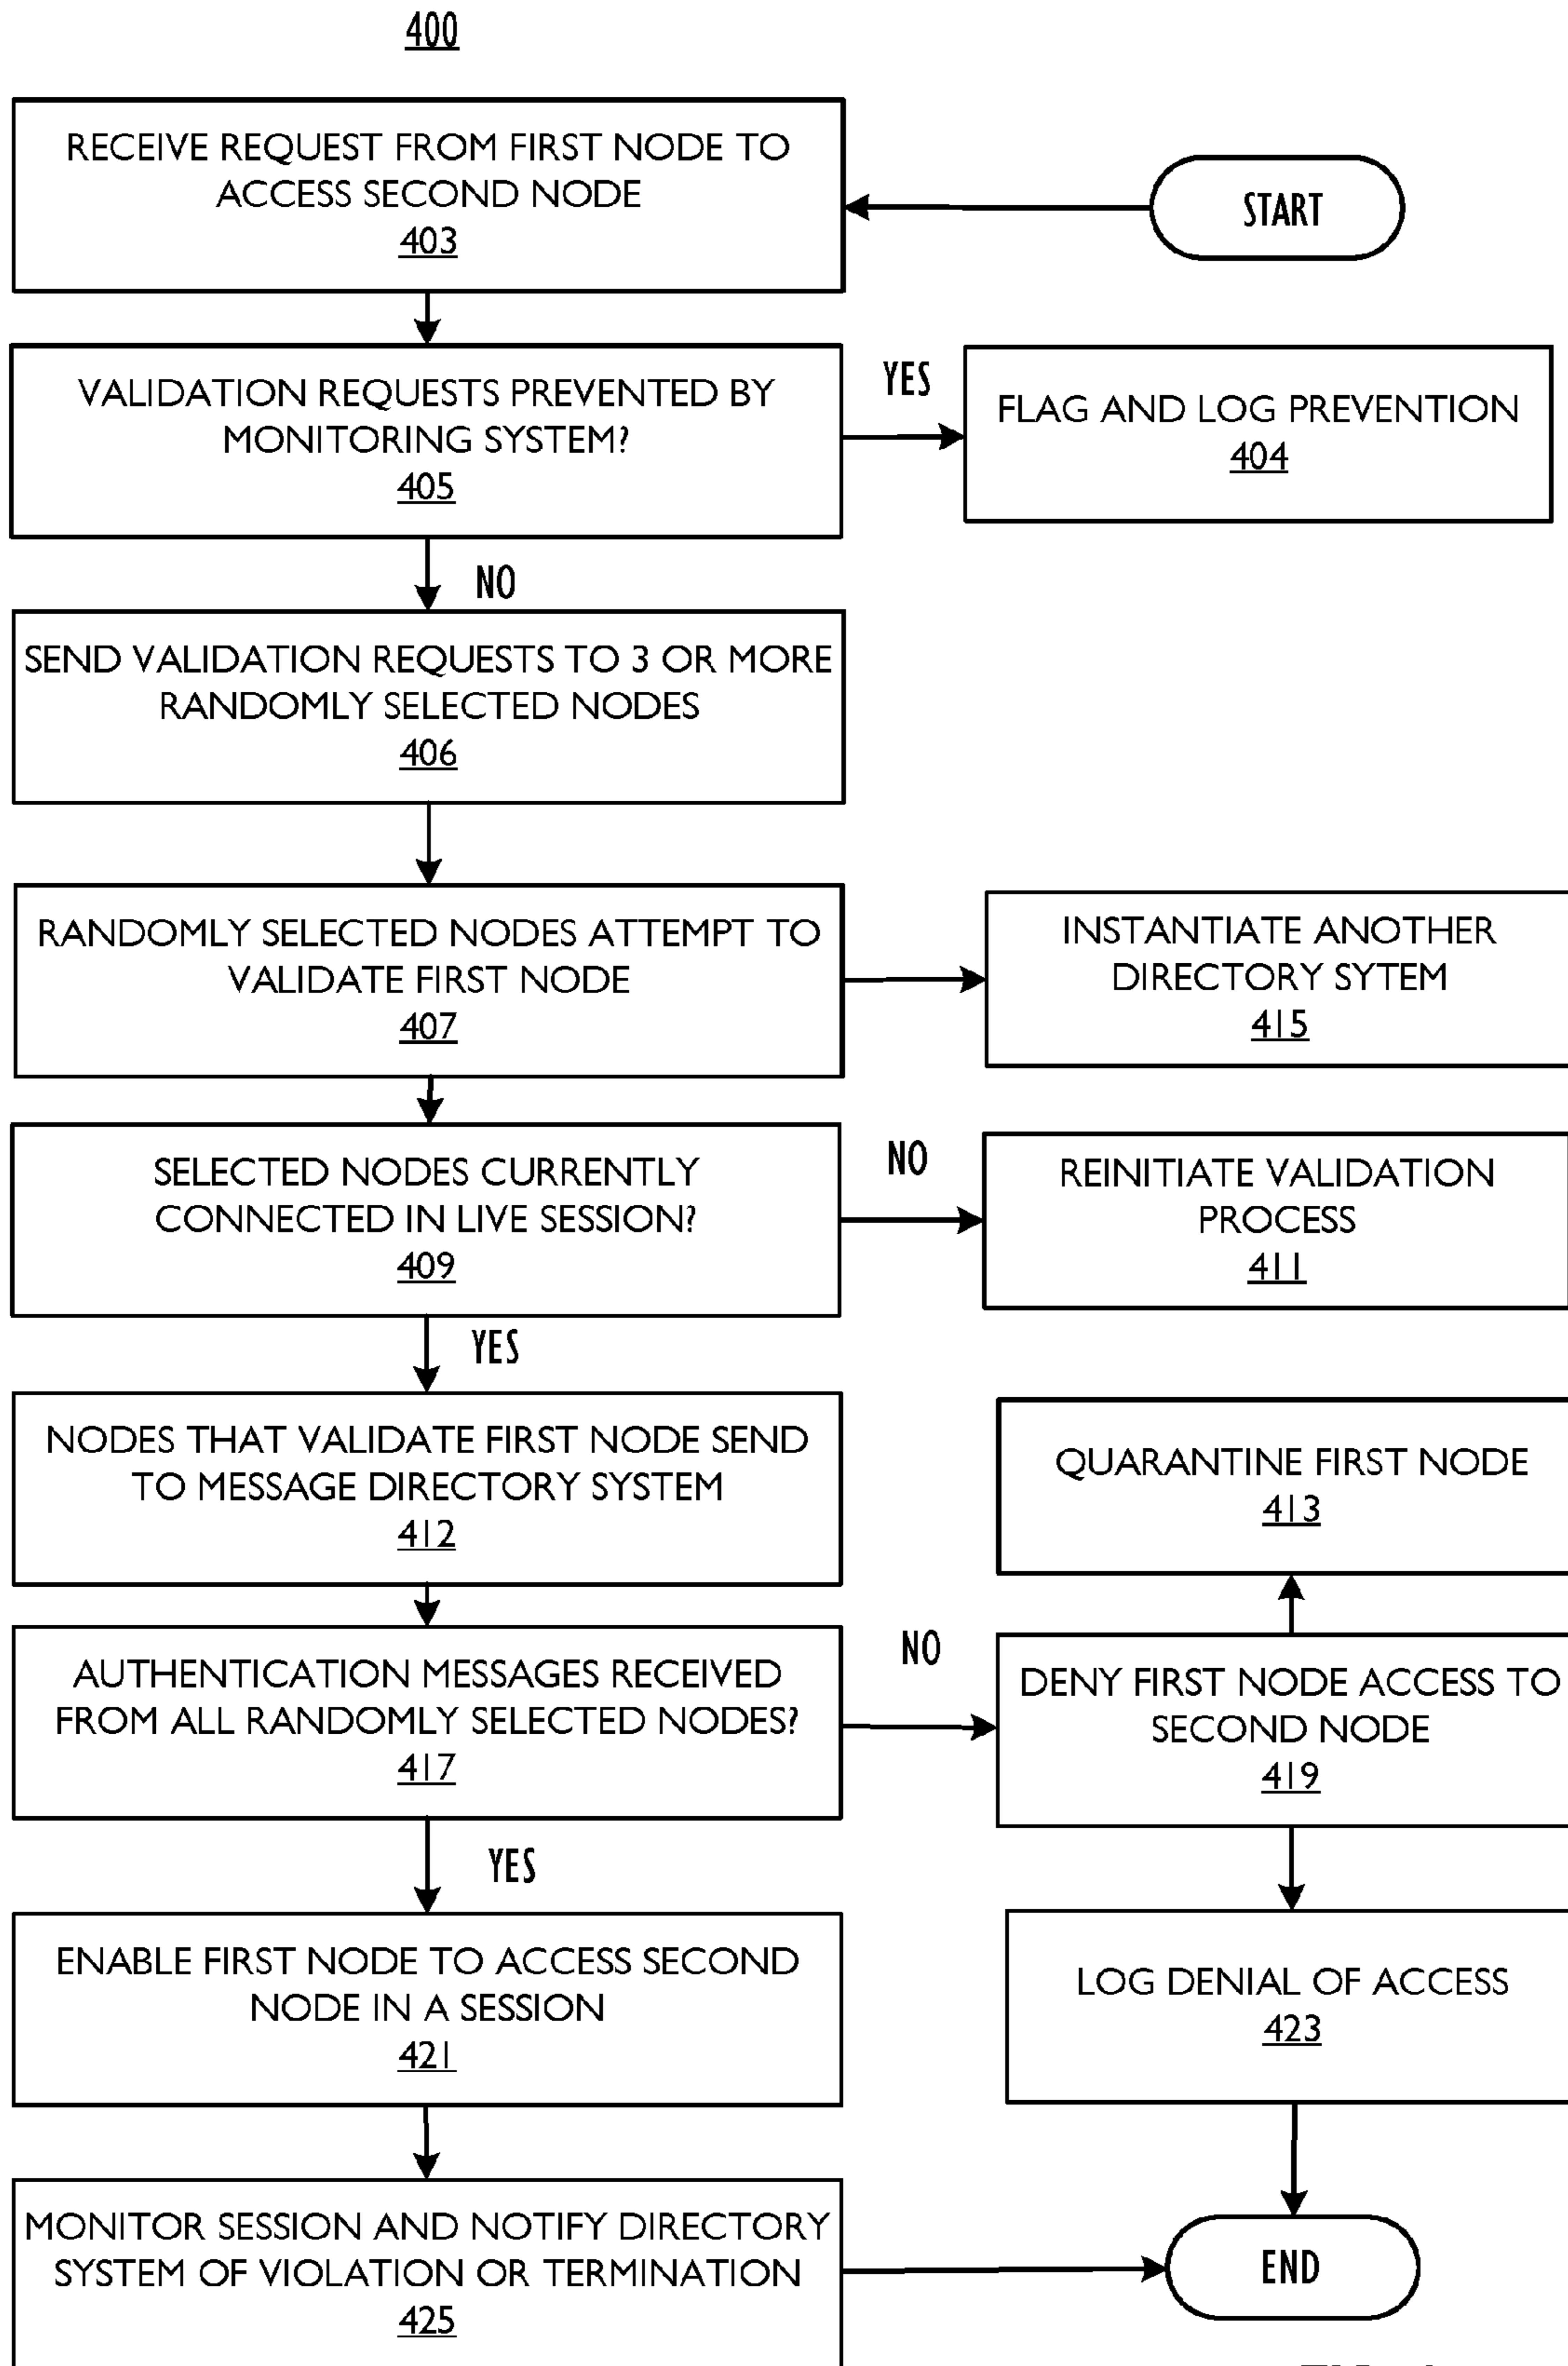 400
RECEIVE REQUEST FROM FIRST NODE TO
ACCESS SECOND NODE
403
START
VALIDATION REQUESTS PREVENTED BY
MONITORING SYSTEM?
405
YES
FLAG AND LOG PREVENTION
404
NO
SEND VALIDATION REQUESTS TO 3 OR MORE
RANDOMLY SELECTED NODES
406
RANDOMLY SELECTED NODES ATTEMPT TO
VALIDATE FIRST NODE
407
INSTANTIATE ANOTHER
DIRECTORY SYTEM
415
SELECTED NODES CURRENTLY
CONNECTED IN LIVE SESSION?
409
NO
REINITIATE VALIDATION
PROCESS
411
YES
NODES THAT VALIDATE FIRST NODE SEND
TO MESSAGE DIRECTORY SYSTEM
412
QUARANTINE FIRST NODE
413
AUTHENTICATION MESSAGES RECEIVED
FROM ALL RANDOMLY SELECTED NODES?
417
NO
DENY FIRST NODE ACCESS TO
SECOND NODE
419
YES
ENABLE FIRST NODE TO ACCESS SECOND
NODE IN A SESSION
421
LOG DENIAL OF ACCESS
423
MONITOR SESSION AND NOTIFY DIRECTORY
SYSTEM OF VIOLATION OR TERMINATION
425
END